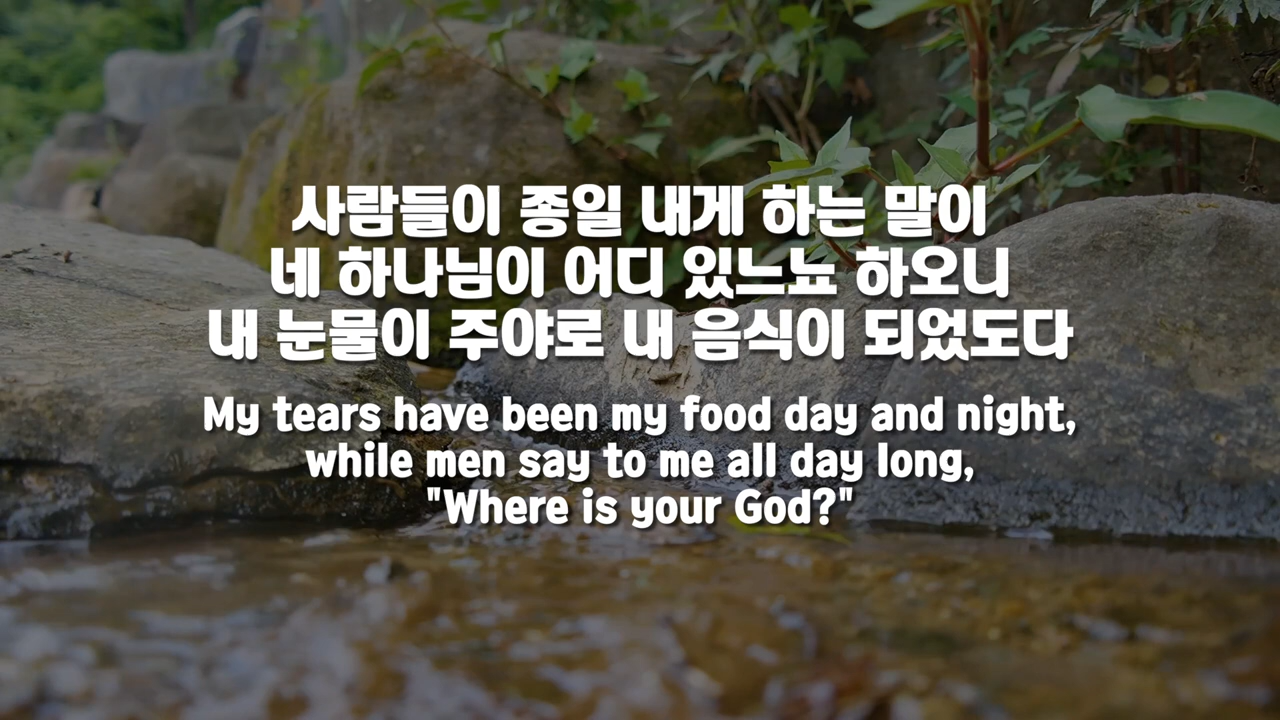 사람들이 종일 내게 하는 말이
네 하나님이 어디 있느뇨 하오니
내 눈물이 주야로 내 음식이 되었도다
My tears have been my food day and night,
while men say to me all day long,
"Where is your God?"